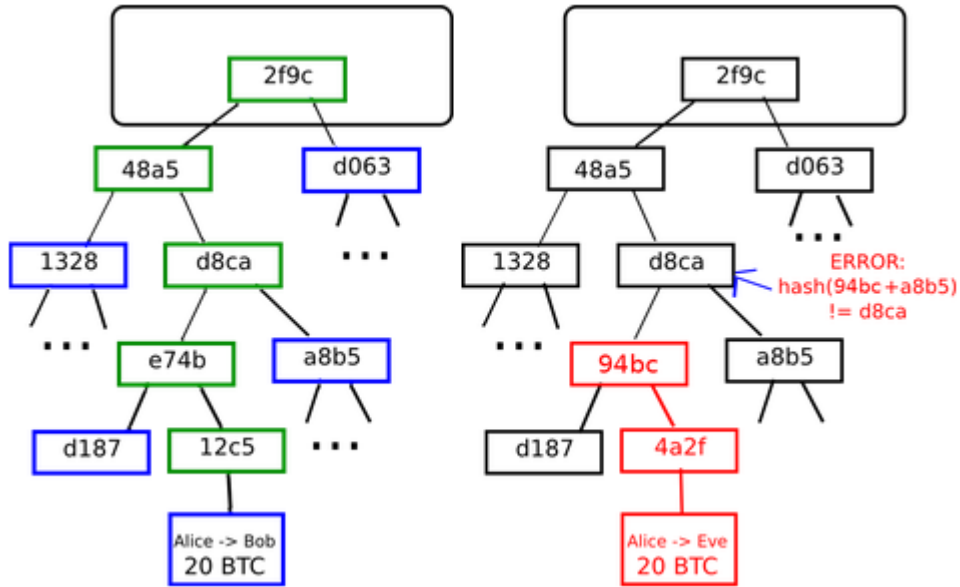 2f9c
48a5
d063
1328
d8ca
...
...
e74b
a8b5
d187
12c5
...
Alice -> Bob
20 BTC
2f9c
48a5
d063
1328
d8ca
...
ERROR:
hash(94bc+a8b5)
!= d8ca
...
94bc
a8b5
d187
4a2f
Alice -> Eve
20 BTC